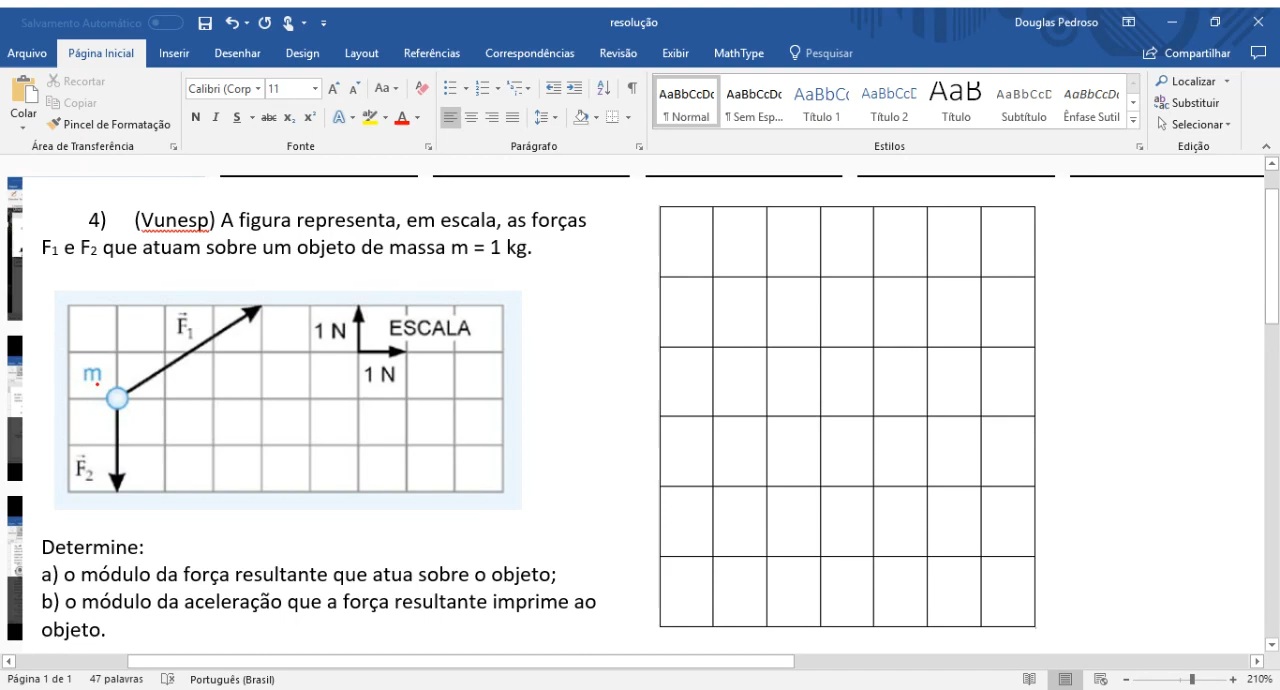 Salvamento Automático
resolução
Douglas Pedroso
Arquivo Página Inicial Inserir Desenhar Design Layout Referências Correspondências Revisão Exibir MathType Pesquisar Compartilhar
Colar
Recortar
Copiar
Pincel de Formatação
Área de Transferência
Calibri (Corp 11
Aa
N I S abc X₂ X²
A A
Fonte
Parágrafo
AaBbCcDc AaBbCcDc AaBbCc AaBbCcD AaB AaBbCcD AaBbCcDc
¶ Normal ¶ Sem Esp... Título 1 Título 2 Título Subtítulo Ênfase Sutil
Estilos
Localizar
Substituir
Selecionar
Edição
4) (Vunesp) A figura representa, em escala, as forças
F₁ e F₂ que atuam sobre um objeto de massa m = 1 kg.
F₁
1 N ESCALA
m
1 N
F₂
Determine:
a) o módulo da força resultante que atua sobre o objeto;
b) o módulo da aceleração que a força resultante imprime ao
objeto.
Página 1 de 1 47 palavras Português (Brasil) 210%